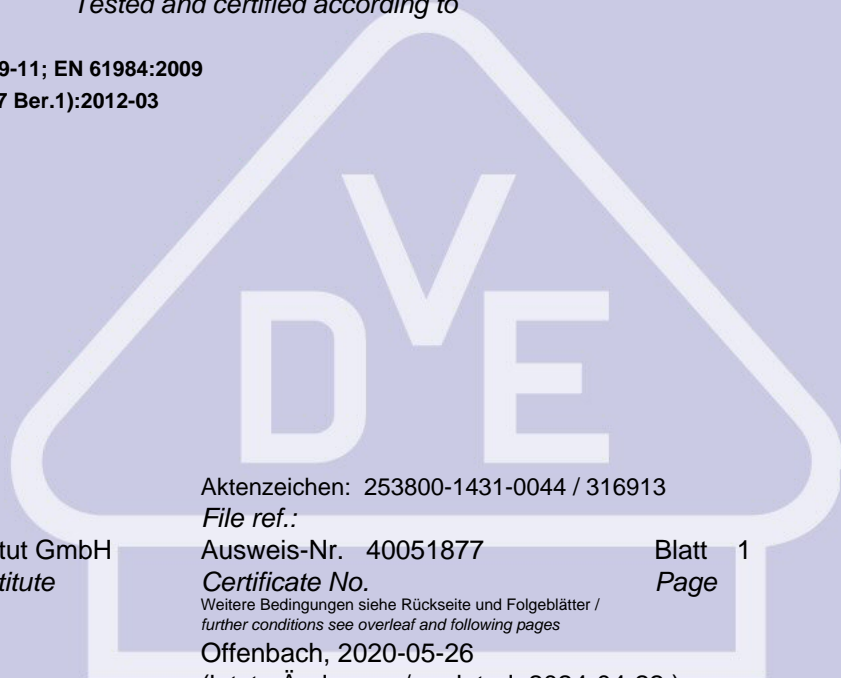 Tested and certified according to
9-11; EN 61984:2009
7 Ber.1):2012-03
DVE
Aktenzeichen: 253800-1431-0044 / 316913
File ref.:
tut GmbH Ausweis-Nr. 40051877 Blatt 1
titute Certificate No. Page
Weitere Bedingungen siehe Rückseite und Folgeblätter /
further conditions see overleaf and following pages
Offenbach, 2020-05-26